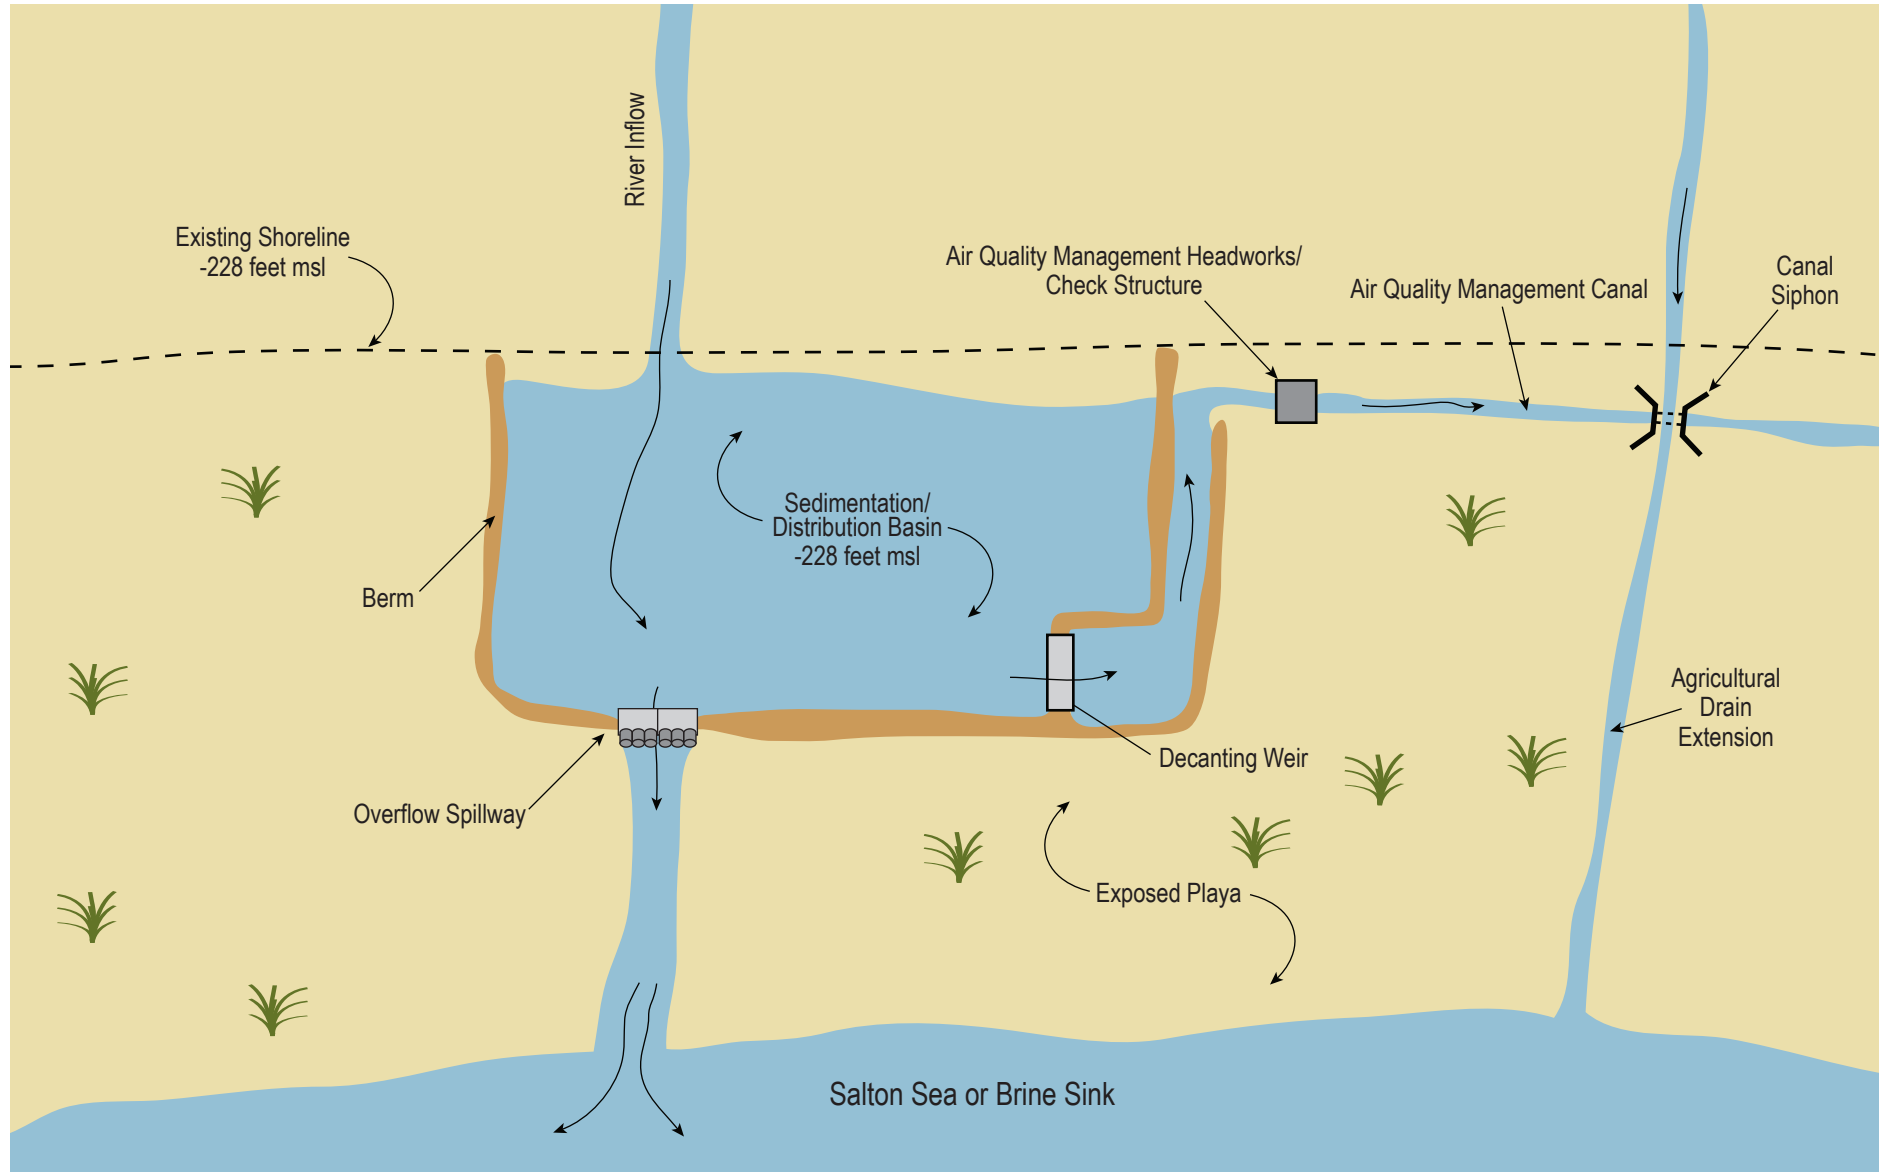 River Inflow
Existing Shoreline
-228 feet msl
Air Quality Management Headworks/
Check Structure
Air Quality Management Canal
Canal
Siphon
Sedimentation/
Distribution Basin
-228 feet msl
Berm
Agricultural
Drain
Extension
Decanting Weir
Overflow Spillway
Exposed Playa
Salton Sea or Brine Sink